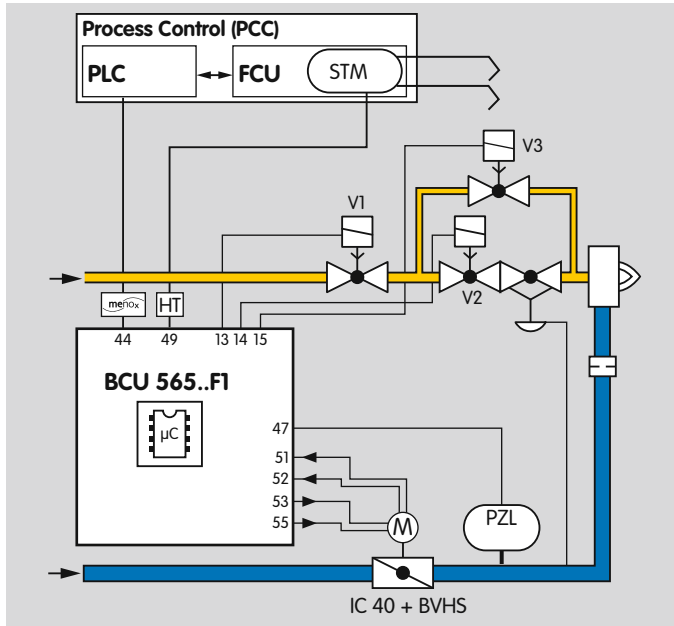 Process Control (PCC)
PLC
FCU
STM
V3
V1
V2
menox
HT
44
49
13
14
15
BCU 565..F1
µC
47
51
52
53
55
M
PZL
IC 40 + BVHS